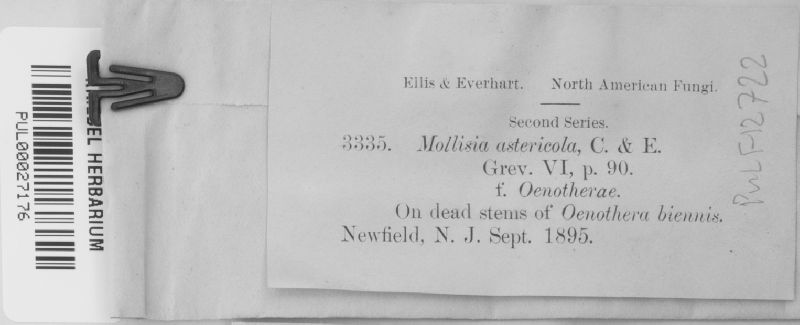 Ellis & Everhart. North American Fungi.
Second Series.
3335. Mollisia astericola, C. & E.
Grev. VI, p. 90.
f. Oenotherae.
On dead stems of Oenothera biennis.
Newfield, N. J. Sept. 1895.
PUL F-12722
HERBARIUM
PUL00027176